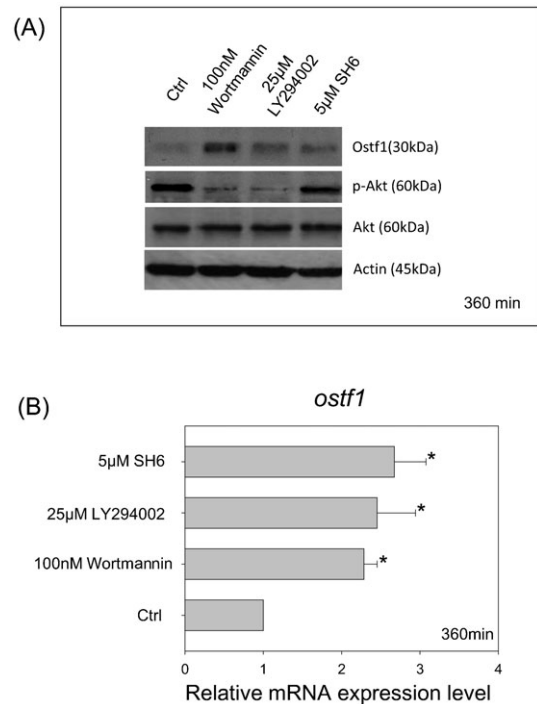 (A)
Ctrl
100nM
Wortmannin
25µM
LY294002
5µM SH6
Ostf1(30kDa)
p-Akt (60kDa)
Akt (60kDa)
Actin (45kDa)
360 min
(B)
ostf1
5µM SH6
25µM LY294002
100nM Wortmannin
Ctrl
*
*
*
360min
0 1 2 3 4
Relative mRNA expression level